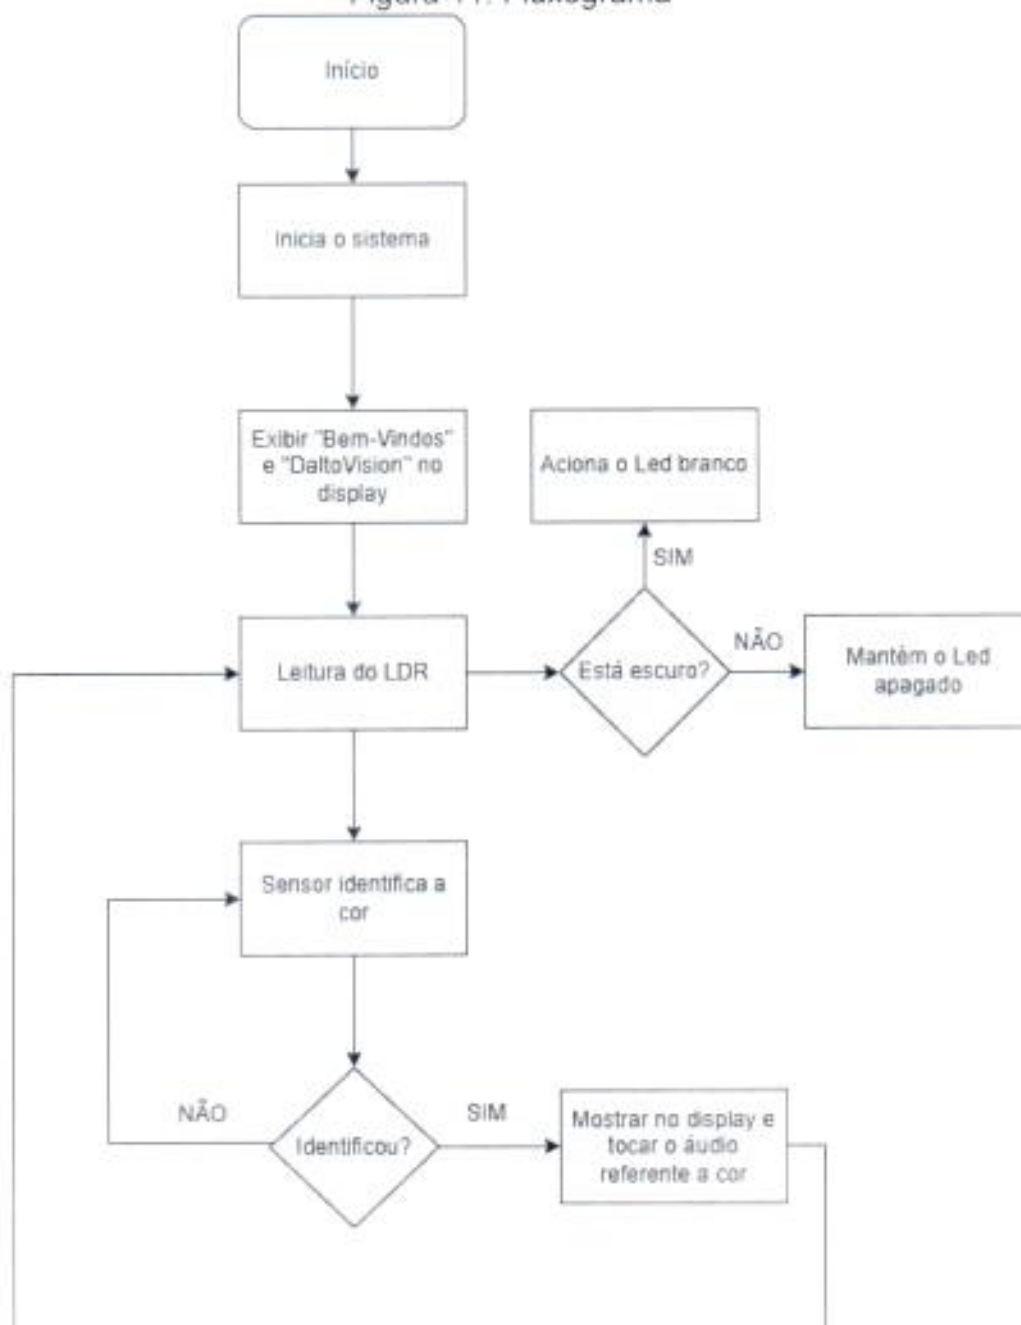 Início
Inicia o sistema
Exibir "Bem-Vindos"
e "DaltoVision" no
display
Aciona o Led branco
SIM
Leitura do LDR
Está escuro?
NÃO
Mantém o Led
apagado
Sensor identifica a
cor
NÃO
Identificou?
SIM
Mostrar no display e
tocar o áudio
referente a cor